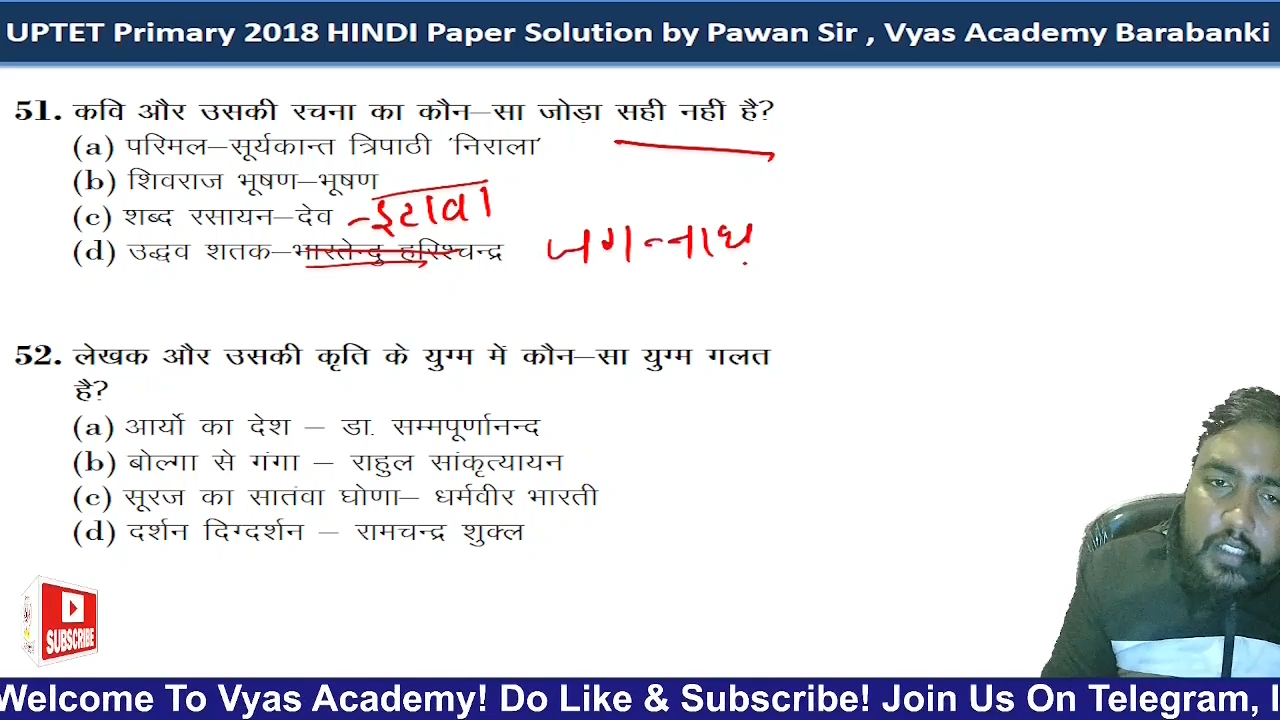 UPTET Primary 2018 HINDI Paper Solution by Pawan Sir , Vyas Academy Barabanki
51. कवि और उसकी रचना का कौन–सा जोड़ा सही नहीं है?
(a) परिमल–सूर्यकान्त त्रिपाठी 'निराला'
(b) शिवराज भूषण–भूषण
(c) शब्द रसायन–देव – इटावा
(d) उद्धव शतक–भारतेन्दु हरिश्चन्द्र जगन्नाथ
52. लेखक और उसकी कृति के युग्म में कौन–सा युग्म गलत
है?
(a) आर्यो का देश – डा. सम्मपूर्णानन्द
(b) बोल्गा से गंगा – राहुल सांकृत्यायन
(c) सूरज का सातंवा घोणा– धर्मवीर भारती
(d) दर्शन दिग्दर्शन – रामचन्द्र शुक्ल
SUBSCRIBE
Welcome To Vyas Academy! Do Like & Subscribe! Join Us On Telegram,